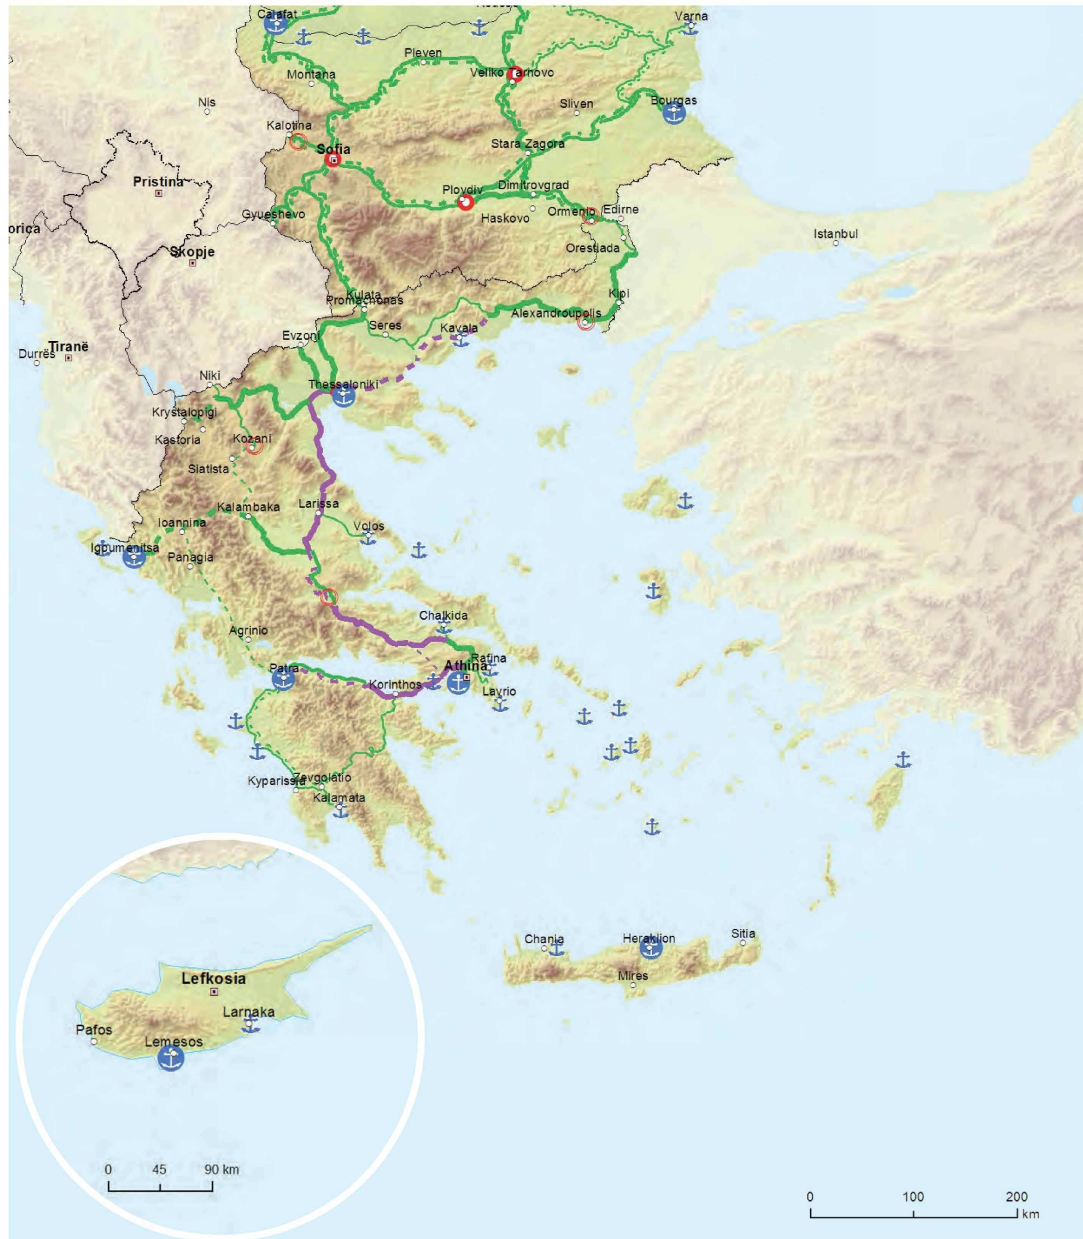 Calafat
Varna
Pleven
Montana
Veliko Tarnovo
Nis
Sliven
Bourgas
Kalotina
Sofia
Stara Zagora
Pristina
Plovdiv
Dimitrovgrad
Haskovo
Ormenio
Edirne
Gyueshevo
orica
Istanbul
Orestiada
Skopje
Kulata
Promachonas
Kipi
Alexandroupolis
Seres
Kavala
Evzoni
Tiranë
Durrës
Niki
Thessaloniki
Krystalopigi
Kastoria
Kozani
Siatista
Kalambaka
Larissa
Ioannina
Volos
Igoumenitsa
Panagia
Chalkida
Agrinio
Rafina
Athina
Patra
Korinthos
Lavrio
Kyparissia
Zevgolatio
Kalamata
Chania
Heraklion
Sitia
Mires
Lefkosia
Larnaka
Pafos
Lemesos
0 45 90 km
0 100 200
km